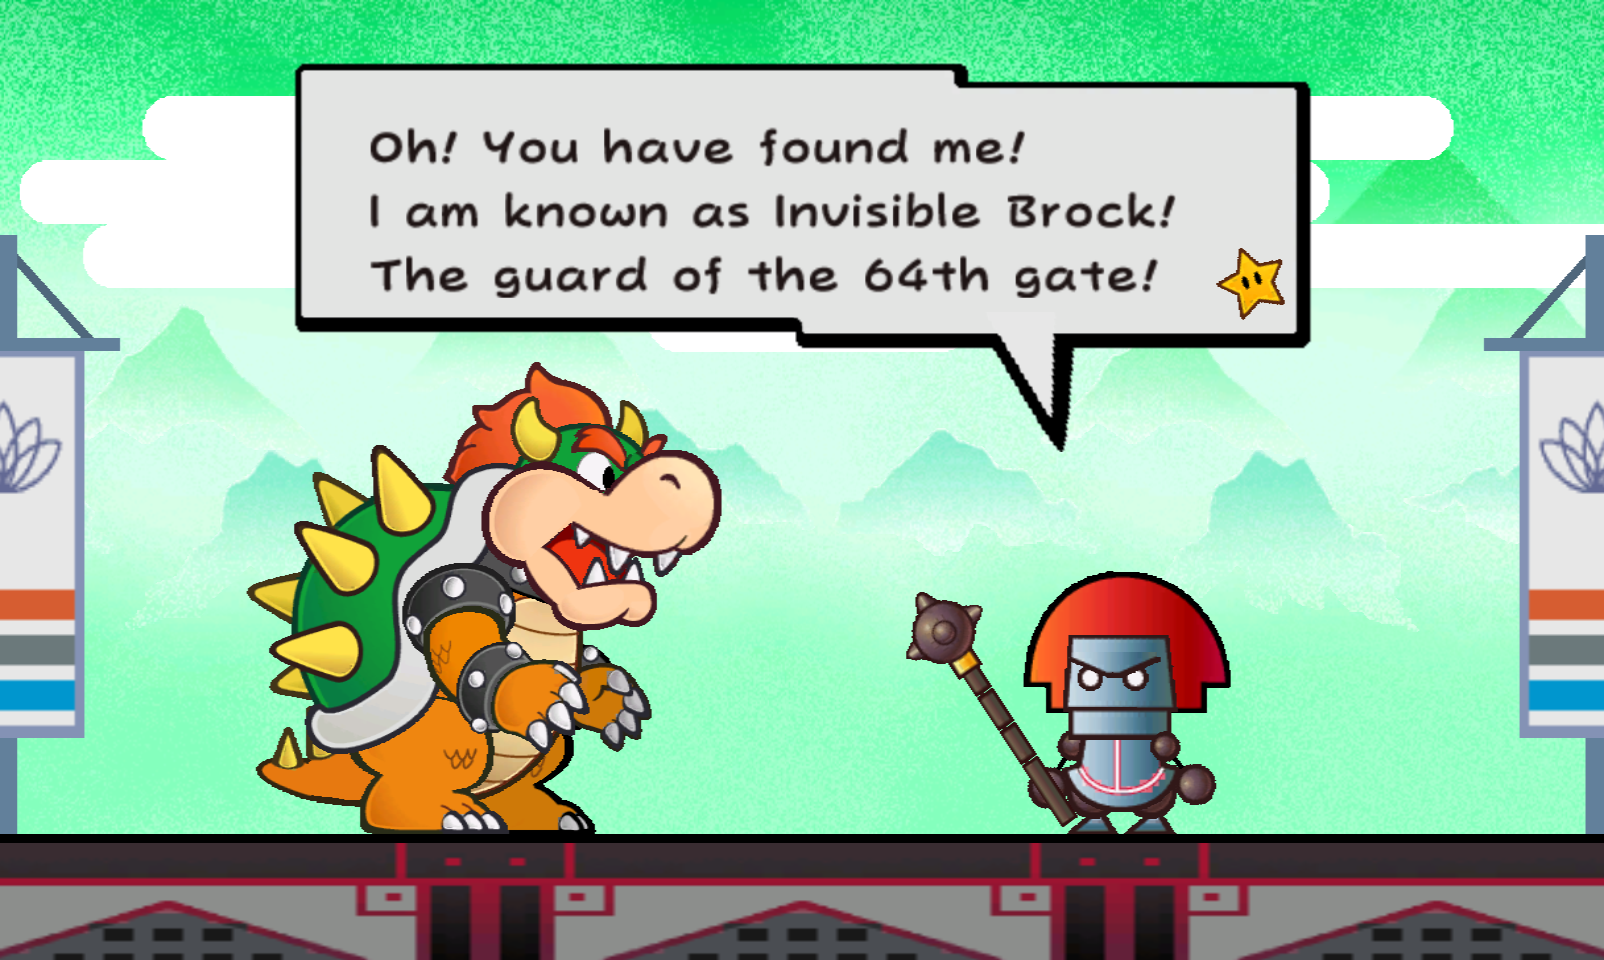 Oh! You have found me!
I am known as Invisible Brock!
The guard of the 64th gate!